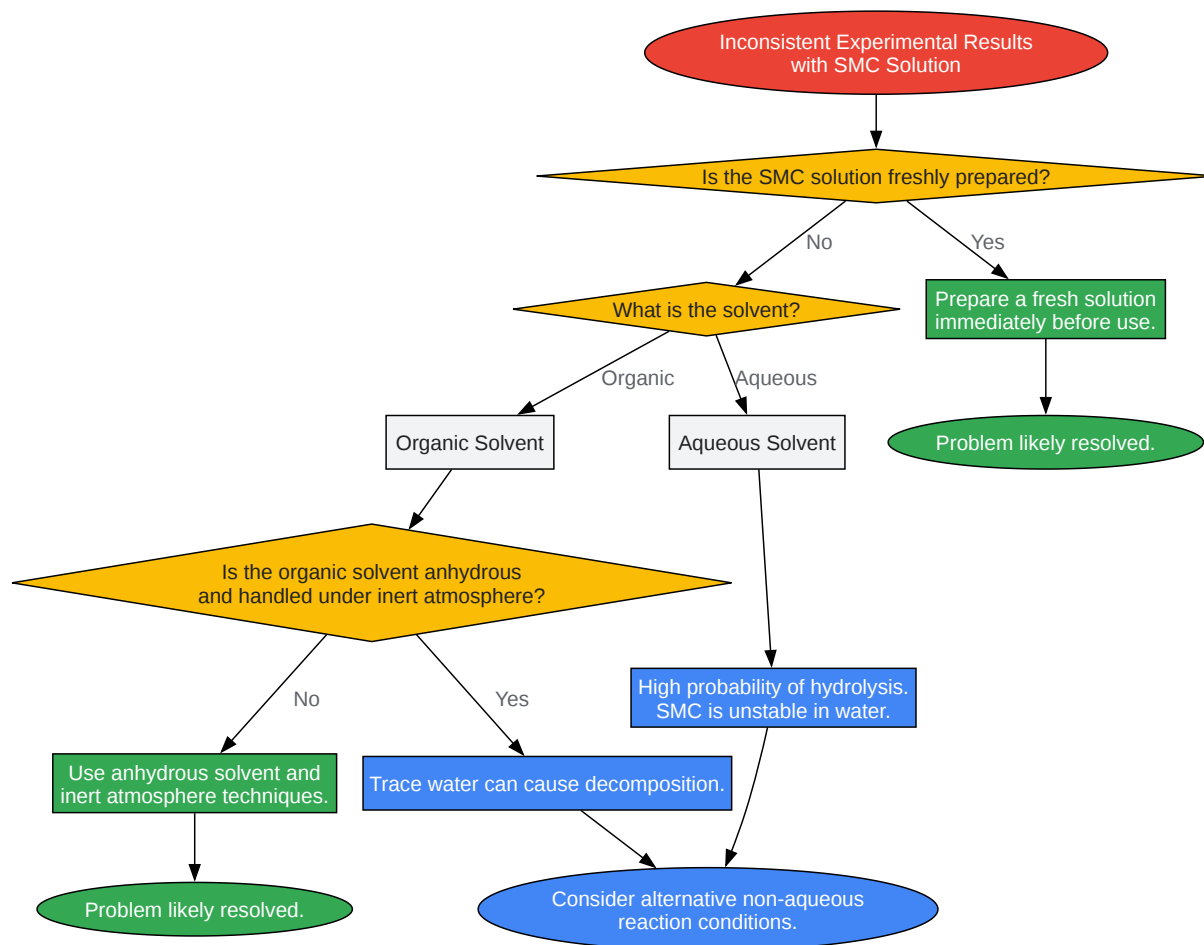 Inconsistent Experimental Results
with SMC Solution
Is the SMC solution freshly prepared?
No
Yes
What is the solvent?
Prepare a fresh solution
immediately before use.
Organic
Aqueous
Organic Solvent
Aqueous Solvent
Problem likely resolved.
Is the organic solvent anhydrous
and handled under inert atmosphere?
No
Yes
High probability of hydrolysis.
SMC is unstable in water.
Use anhydrous solvent and
inert atmosphere techniques.
Trace water can cause decomposition.
Problem likely resolved.
Consider alternative non-aqueous
reaction conditions.